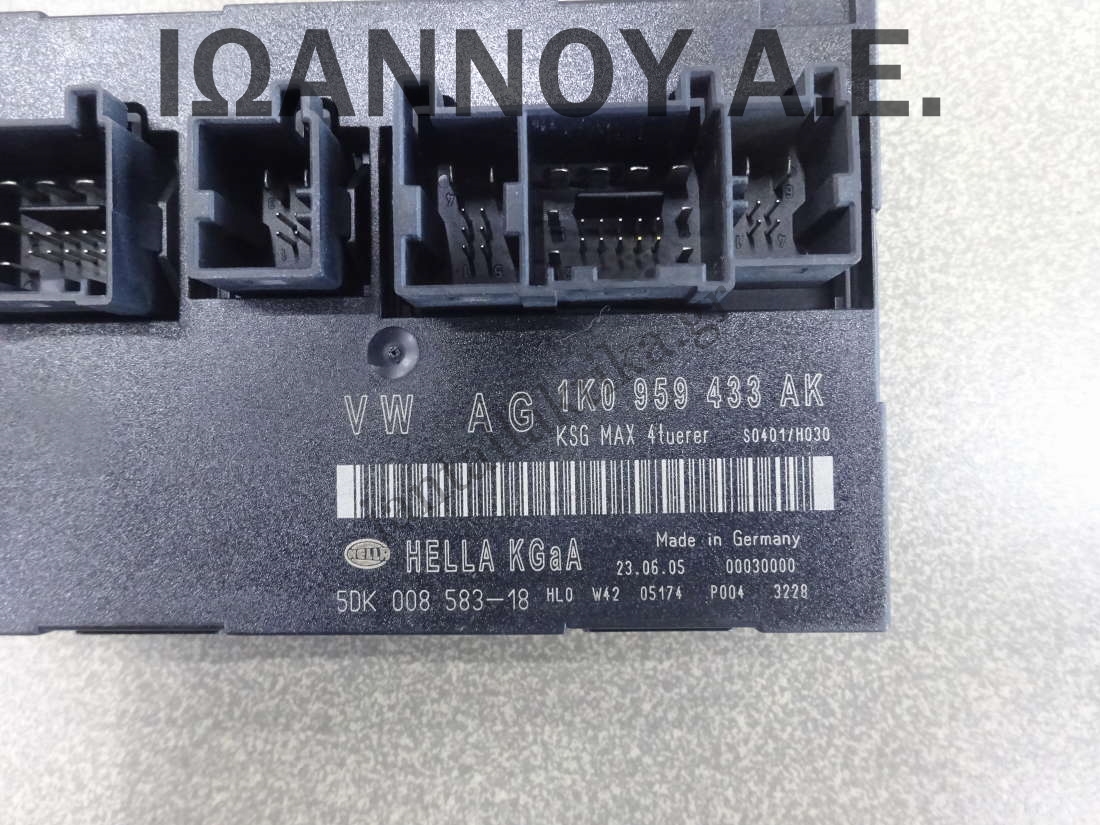 ΙΩΑΝΝΟΥ Α.Ε.
VW AG 1K0 959 433 AK
KSG MAX 4tuerer S0401/H030
HELLA
HELLA KGaA
Made in Germany
23.06.05 00030000
5DK 008 583-18 HLO W42 05174 P004 3228